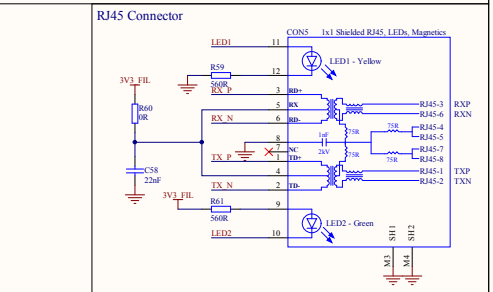 RJ45 Connector
CON5 1x1 Shielded RJ45, LEDs, Magnetics
LED1 11
LED1 - Yellow
R59 12
560R
3V3_FIL
RX_P 3 RD+
RJ45-3 RXP
5 RX
RJ45-6 RXN
R60
0R
RX_N 6 RD-
RJ45-4
75R
RJ45-5
8 1nF
75R
7 NC 2kV
75R
75R
RJ45-7
RJ45-8
TX_P 1 TD+
RJ45-1 TXP
4
RJ45-2 TXN
C58
22nF
TX_N 2 TD-
3V3_FIL
R61 9
560R
LED2 - Green
LED2 10
SH1 SH2
M3 M4